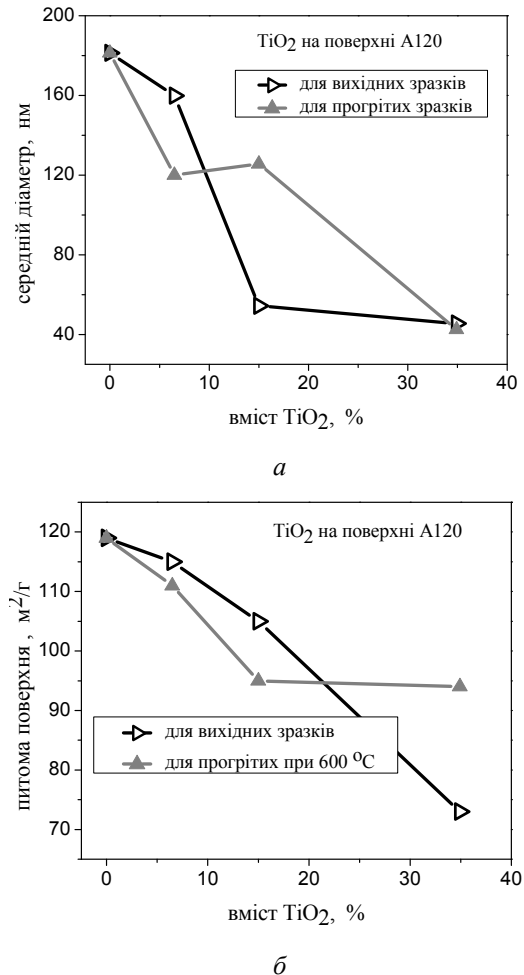 200
160
120
80
40
0
10
20
30
40
середній діаметр, нм
TiO2 на поверхні А120
для вихідних зразків
для прогрітих зразків
вміст TiO2, %
а
120
110
100
90
80
70
0
10
20
30
40
питома поверхня , м²/г
TiO2 на поверхні А120
для вихідних зразків
для прогрітих при 600 °С
вміст TiO2, %
б